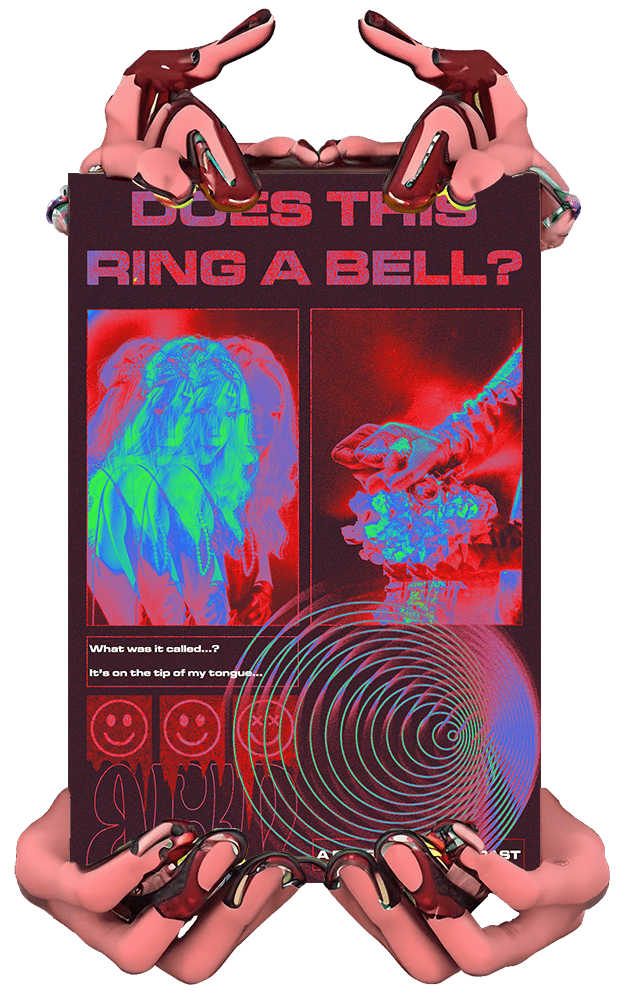 DOES THIS
RING A BELL?
What was it called...?
It's on the tip of my tongue...
A